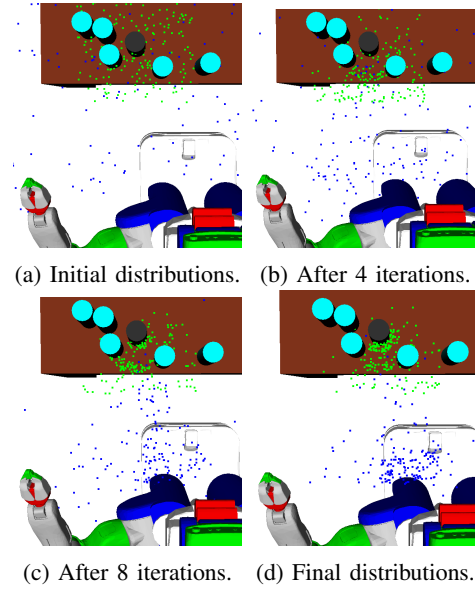 (a) Initial distributions.
(b) After 4 iterations.
(c) After 8 iterations.
(d) Final distributions.